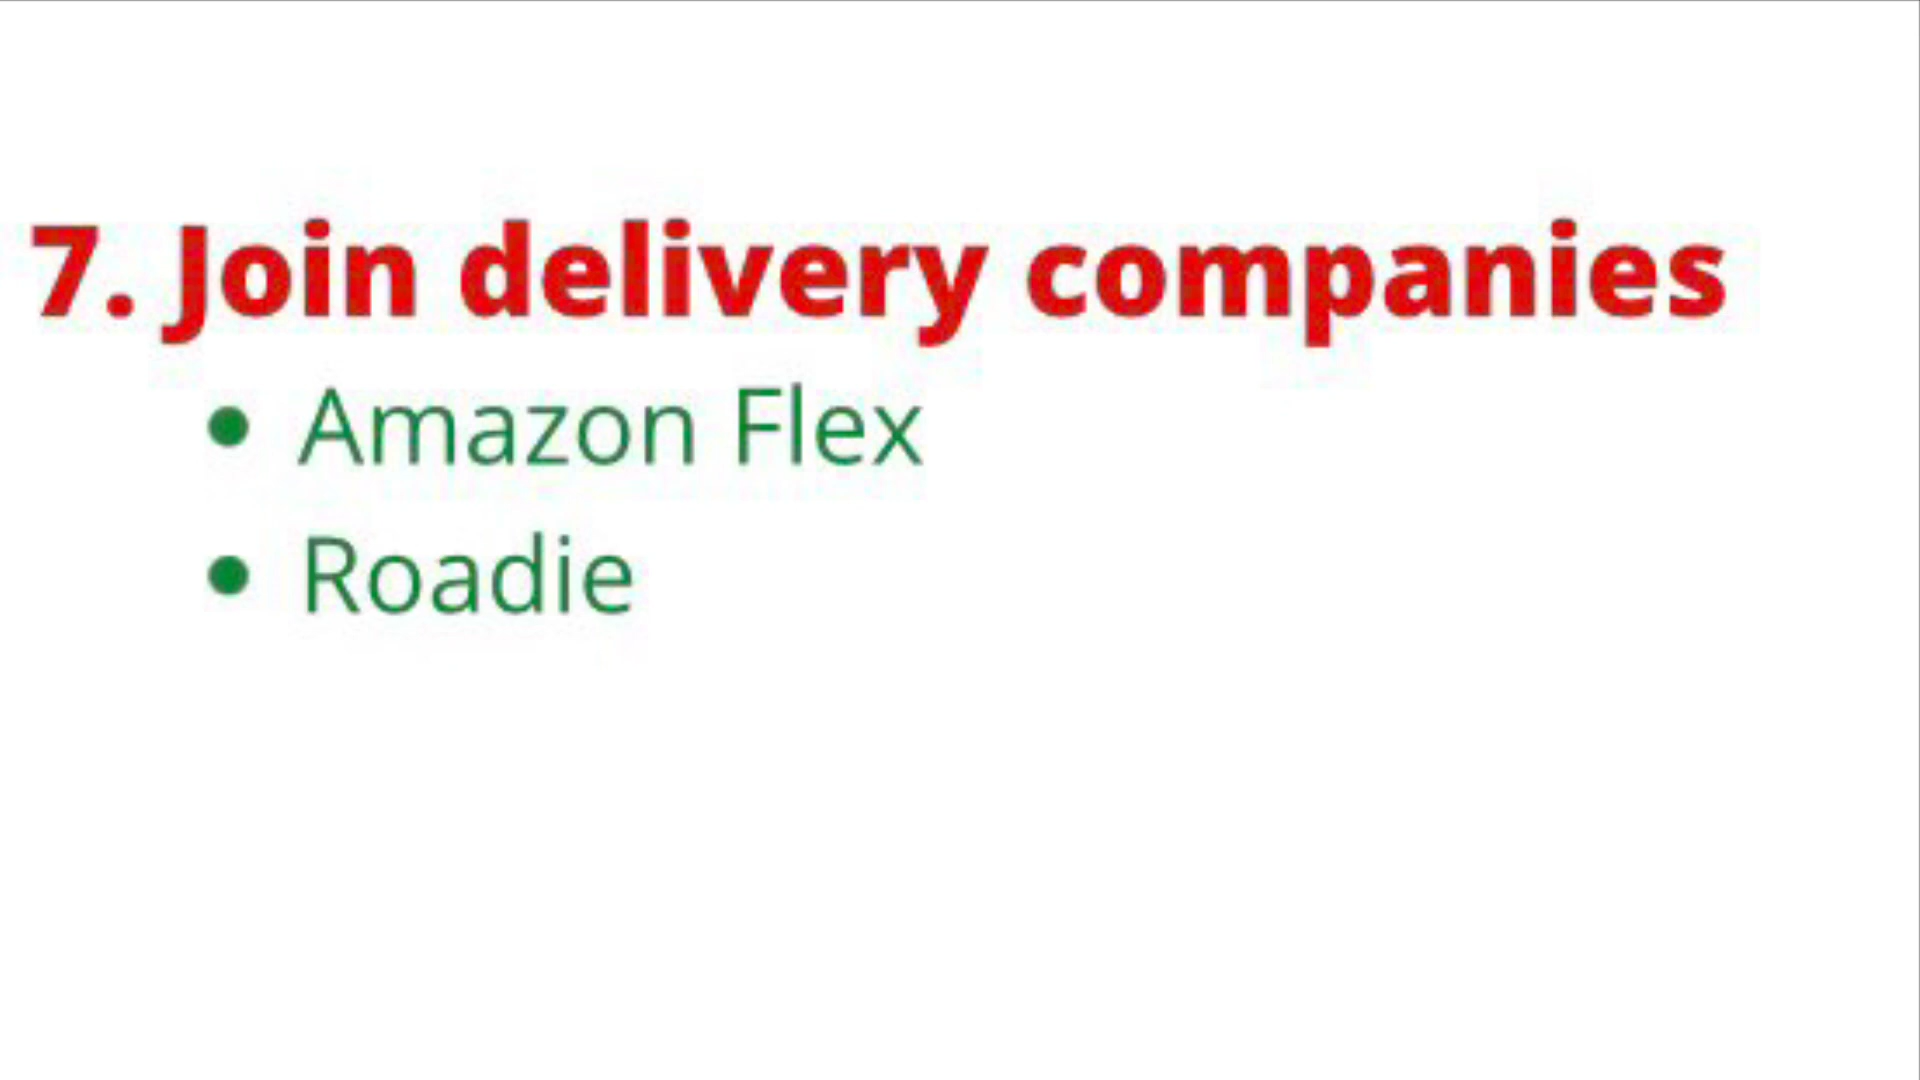 7. Join delivery companies
• Amazon Flex
• Roadie